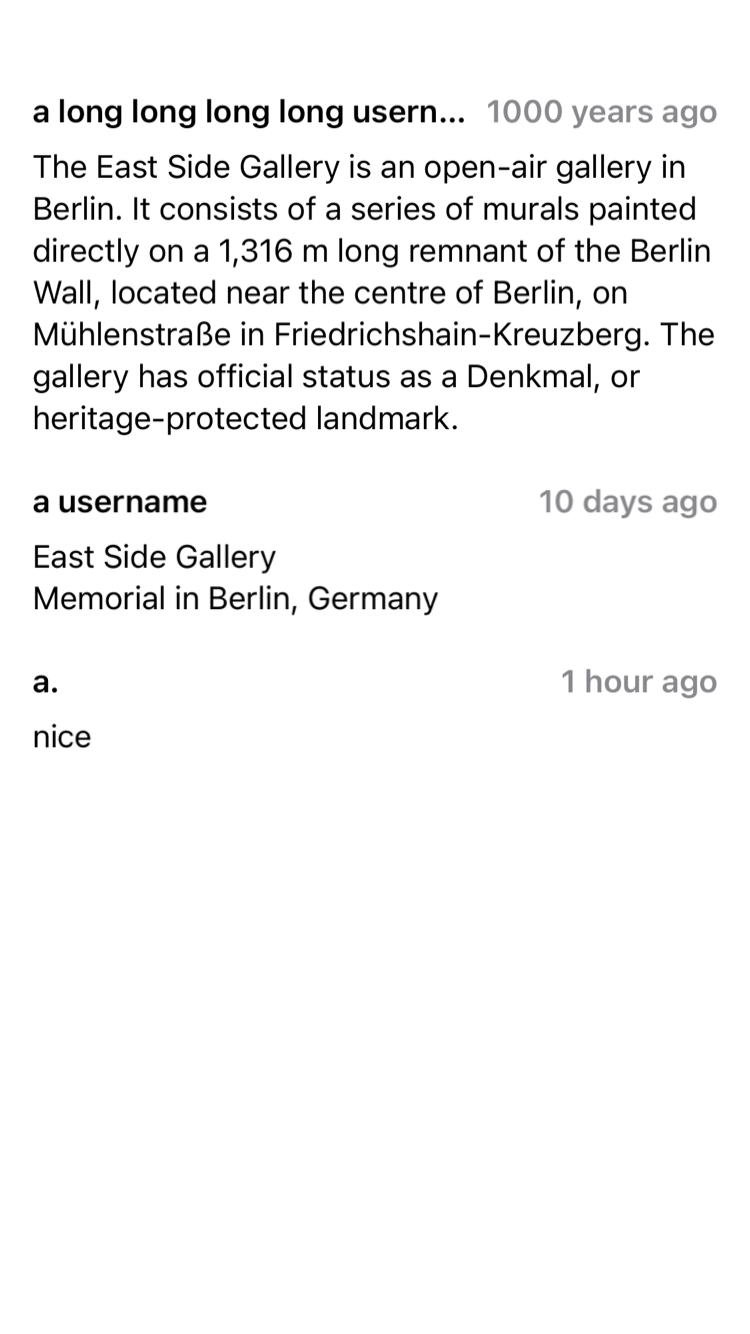 a long long long long usern... 1000 years ago
The East Side Gallery is an open-air gallery in
Berlin. It consists of a series of murals painted
directly on a 1,316 m long remnant of the Berlin
Wall, located near the centre of Berlin, on
Mühlenstraße in Friedrichshain-Kreuzberg. The
gallery has official status as a Denkmal, or
heritage-protected landmark.
a username 10 days ago
East Side Gallery
Memorial in Berlin, Germany
a. 1 hour ago
nice